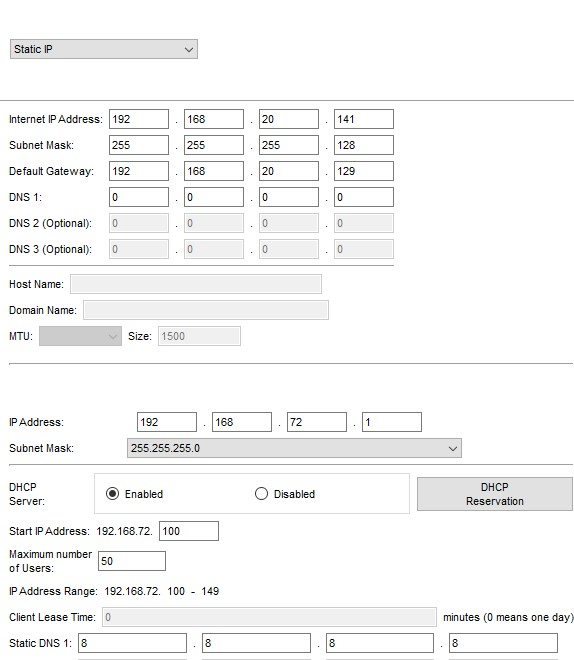 Static IP
Internet IP Address: 192 . 168 . 20 . 141
Subnet Mask: 255 . 255 . 255 . 128
Default Gateway: 192 . 168 . 20 . 129
DNS 1: 0 . 0 . 0 . 0
DNS 2 (Optional): 0 . 0 . 0 . 0
DNS 3 (Optional): 0 . 0 . 0 . 0
Host Name:
Domain Name:
MTU: Size: 1500
IP Address: 192 . 168 . 72 . 1
Subnet Mask: 255.255.255.0
DHCP
Server:
Enabled
Disabled
DHCP
Reservation
Start IP Address: 192.168.72. 100
Maximum number
of Users:
50
IP Address Range: 192.168.72. 100 - 149
Client Lease Time: 0 minutes (0 means one day)
Static DNS 1: 8 . 8 . 8 . 8